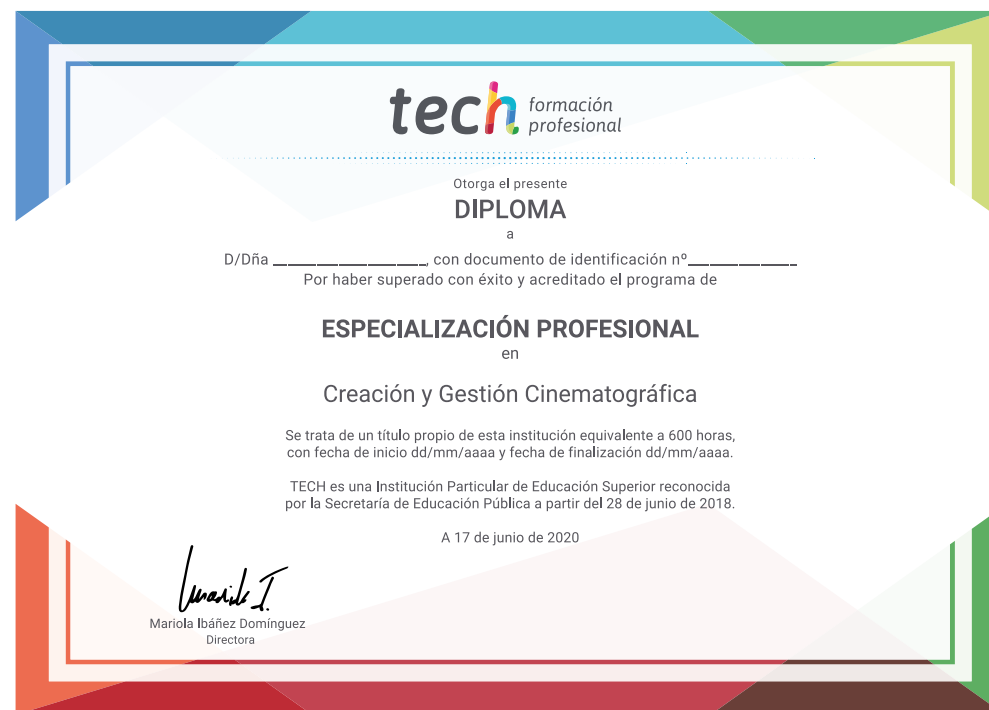 tech formación
profesional
Otorga el presente
DIPLOMA
a
D/Dña ____________________, con documento de identificación nº______________
Por haber superado con éxito y acreditado el programa de
ESPECIALIZACIÓN PROFESIONAL
en
Creación y Gestión Cinematográfica
Se trata de un título propio de esta institución equivalente a 600 horas,
con fecha de inicio dd/mm/aaaa y fecha de finalización dd/mm/aaaa.
TECH es una Institución Particular de Educación Superior reconocida
por la Secretaría de Educación Pública a partir del 28 de junio de 2018.
A 17 de junio de 2020
Mariola Ibáñez Domínguez
Directora